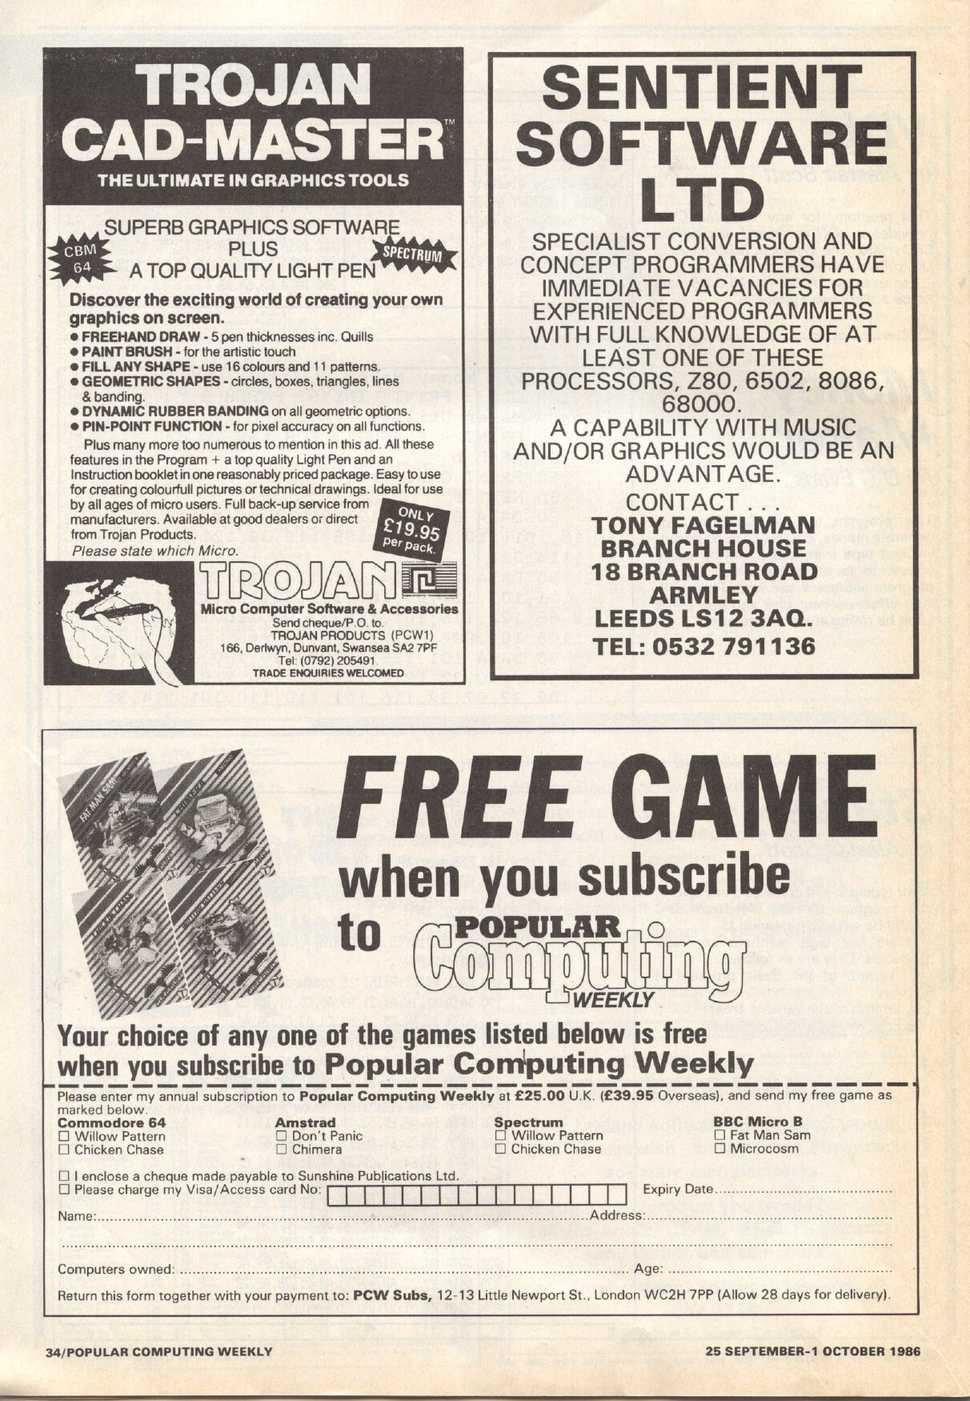 TROJAN
CAD-MASTER™
THE ULTIMATE IN GRAPHICS TOOLS
SUPERB GRAPHICS SOFTWARE
PLUS
A TOP QUALITY LIGHT PEN
CBM
64
SPECTRUM
Discover the exciting world of creating your own
graphics on screen.
● FREEHAND DRAW - 5 pen thicknesses inc. Quills
● PAINT BRUSH - for the artistic touch
● FILL ANY SHAPE - use 16 colours and 11 patterns.
● GEOMETRIC SHAPES - circles, boxes, triangles, lines
& banding.
● DYNAMIC RUBBER BANDING on all geometric options.
● PIN-POINT FUNCTION - for pixel accuracy on all functions.
Plus many more too numerous to mention in this ad. All these
features in the Program + a top quality Light Pen and an
Instruction booklet in one reasonably priced package. Easy to use
for creating colourfull pictures or technical drawings. Ideal for use
by all ages of micro users. Full back-up service from
manufacturers. Available at good dealers or direct
from Trojan Products.
Please state which Micro.
ONLY
£19.95
per pack.
TROJAN
Micro Computer Software & Accessories
Send cheque/P.O. to.
TROJAN PRODUCTS (PCW1)
166, Derlwyn, Dunvant, Swansea SA2 7PF
Tel: (0792) 205491
TRADE ENQUIRIES WELCOMED
SENTIENT
SOFTWARE
LTD
SPECIALIST CONVERSION AND
CONCEPT PROGRAMMERS HAVE
IMMEDIATE VACANCIES FOR
EXPERIENCED PROGRAMMERS
WITH FULL KNOWLEDGE OF AT
LEAST ONE OF THESE
PROCESSORS, Z80, 6502, 8086,
68000.
A CAPABILITY WITH MUSIC
AND/OR GRAPHICS WOULD BE AN
ADVANTAGE.
CONTACT . . .
TONY FAGELMAN
BRANCH HOUSE
18 BRANCH ROAD
ARMLEY
LEEDS LS12 3AQ.
TEL: 0532 791136
FAT MAN SAM
CHIMERA
CHICKEN CHASE
WILLOW PATTERN
FREE GAME
when you subscribe
to POPULAR
Computing
WEEKLY
Your choice of any one of the games listed below is free
when you subscribe to Popular Computing Weekly
Please enter my annual subscription to Popular Computing Weekly at £25.00 U.K. (£39.95 Overseas), and send my free game as
marked below.
Commodore 64
☐ Willow Pattern
☐ Chicken Chase
Amstrad
☐ Don't Panic
☐ Chimera
Spectrum
☐ Willow Pattern
☐ Chicken Chase
BBC Micro B
☐ Fat Man Sam
☐ Microcosm
☐ I enclose a cheque made payable to Sunshine Publications Ltd.
☐ Please charge my Visa/Access card No: Expiry Date
Name: Address:
Computers owned: Age:
Return this form together with your payment to: PCW Subs, 12-13 Little Newport St., London WC2H 7PP (Allow 28 days for delivery).
34/POPULAR COMPUTING WEEKLY
25 SEPTEMBER-1 OCTOBER 1986